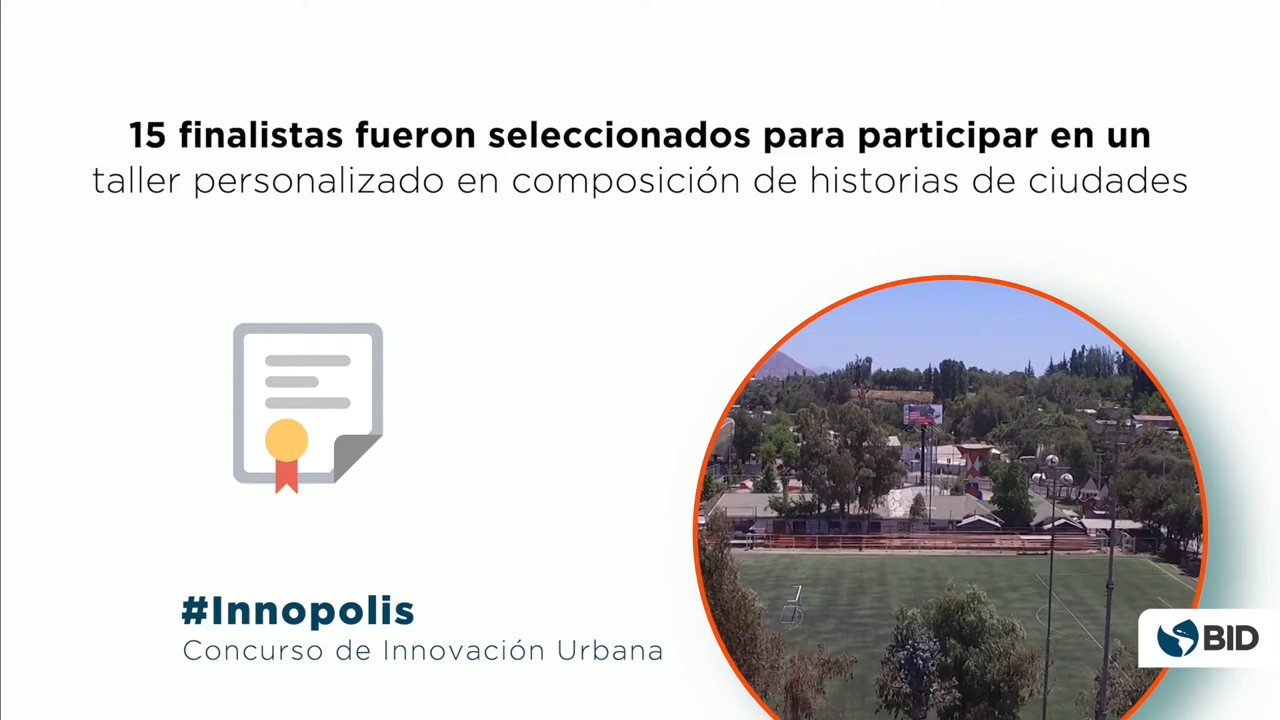 15 finalistas fueron seleccionados para participar en un
taller personalizado en composición de historias de ciudades
#Innopolis
Concurso de Innovación Urbana
BID